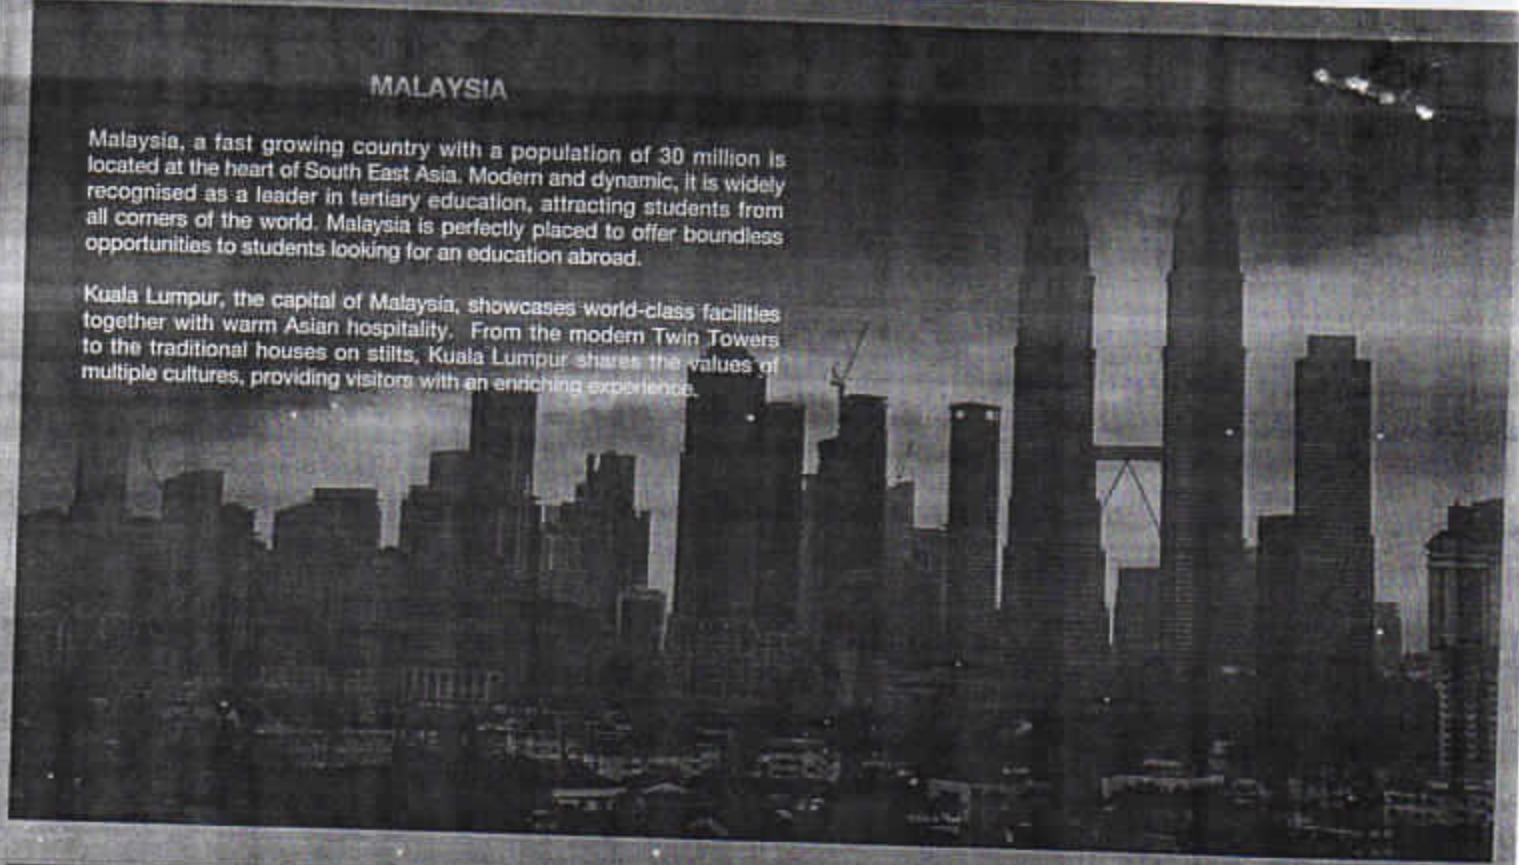 MALAYSIA
Malaysia, a fast growing country with a population of 30 million is
located at the heart of South East Asia. Modern and dynamic, it is widely
recognised as a leader in tertiary education, attracting students from
all corners of the world. Malaysia is perfectly placed to offer boundless
opportunities to students looking for an education abroad.
Kuala Lumpur, the capital of Malaysia, showcases world-class facilities
together with warm Asian hospitality. From the modern Twin Towers
to the traditional houses on stilts, Kuala Lumpur shares the values of
multiple cultures, providing visitors with an enriching experience.